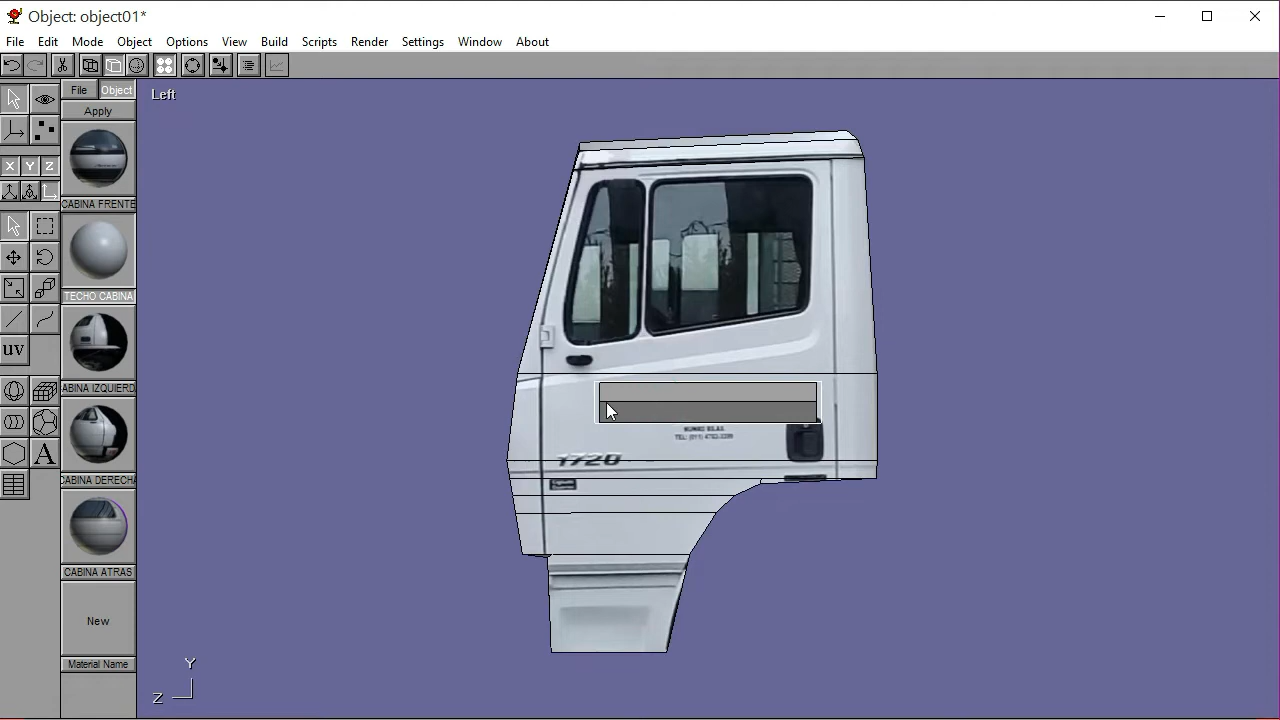 Object: object01*
File Edit Mode Object Options View Build Scripts Render Settings Window About
File Object
Left
Apply
X Y Z
CABINA FRENTE
TECHO CABINA
ABINA IZQUIERD
UV
CABINA DERECHA
A
1720
CABINA ATRAS
New
Material Name
Y
Z